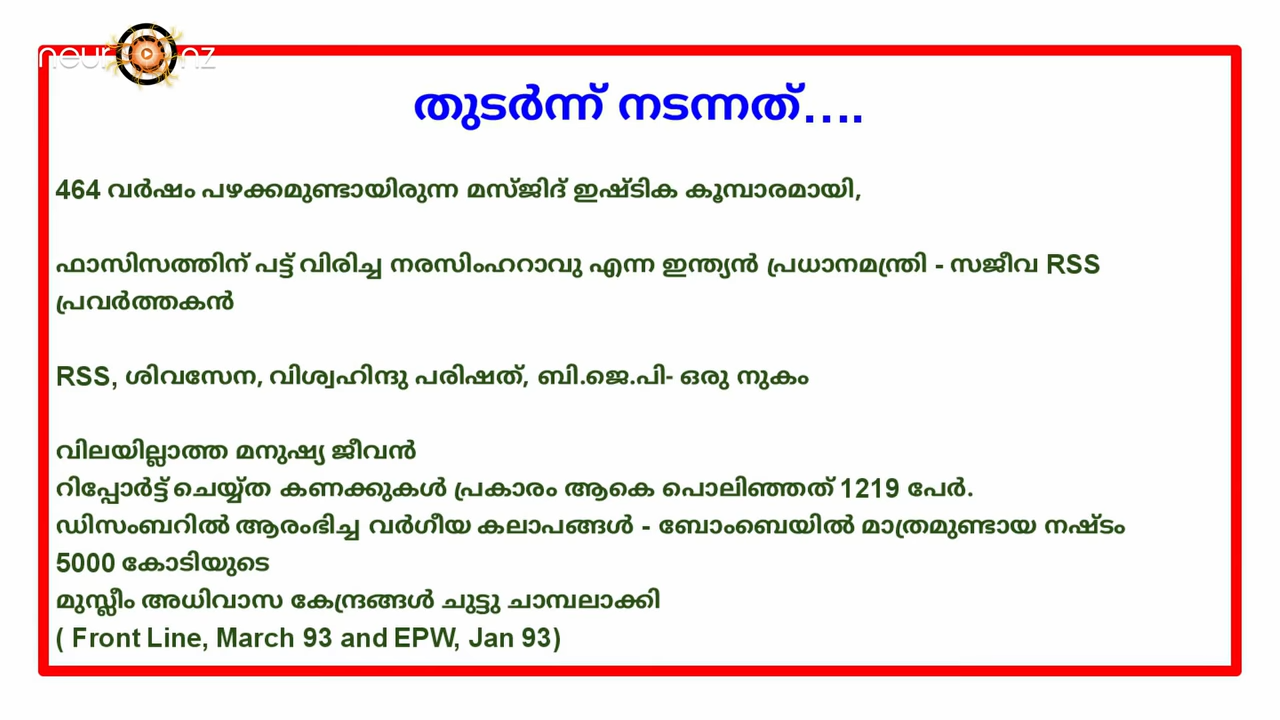 neur nz
തുടർന്ന് നടന്നത്....
464 വർഷം പഴക്കമുണ്ടായിരുന്ന മസ്ജിദ് ഇഷ്ടിക കൂമ്പാരമായി,
ഫാസിസത്തിന് പട്ട് വിരിച്ച നരസിംഹറാവു എന്ന ഇന്ത്യൻ പ്രധാനമന്ത്രി - സജീവ RSS
പ്രവർത്തകൻ
RSS, ശിവസേന, വിശ്വഹിന്ദു പരിഷത്, ബി.ജെ.പി- ഒരു നുകം
വിലയില്ലാത്ത മനുഷ്യ ജീവൻ
റിപ്പോർട്ട് ചെയ്യ്ത കണക്കുകൾ പ്രകാരം ആകെ പൊലിഞ്ഞത് 1219 പേർ.
ഡിസംബറിൽ ആരംഭിച്ച വർഗീയ കലാപങ്ങൾ - ബോംബെയിൽ മാത്രമുണ്ടായ നഷ്ടം
5000 കോടിയുടെ
മുസ്ലീം അധിവാസ കേന്ദ്രങ്ങൾ ചുട്ടു ചാമ്പലാക്കി
( Front Line, March 93 and EPW, Jan 93)